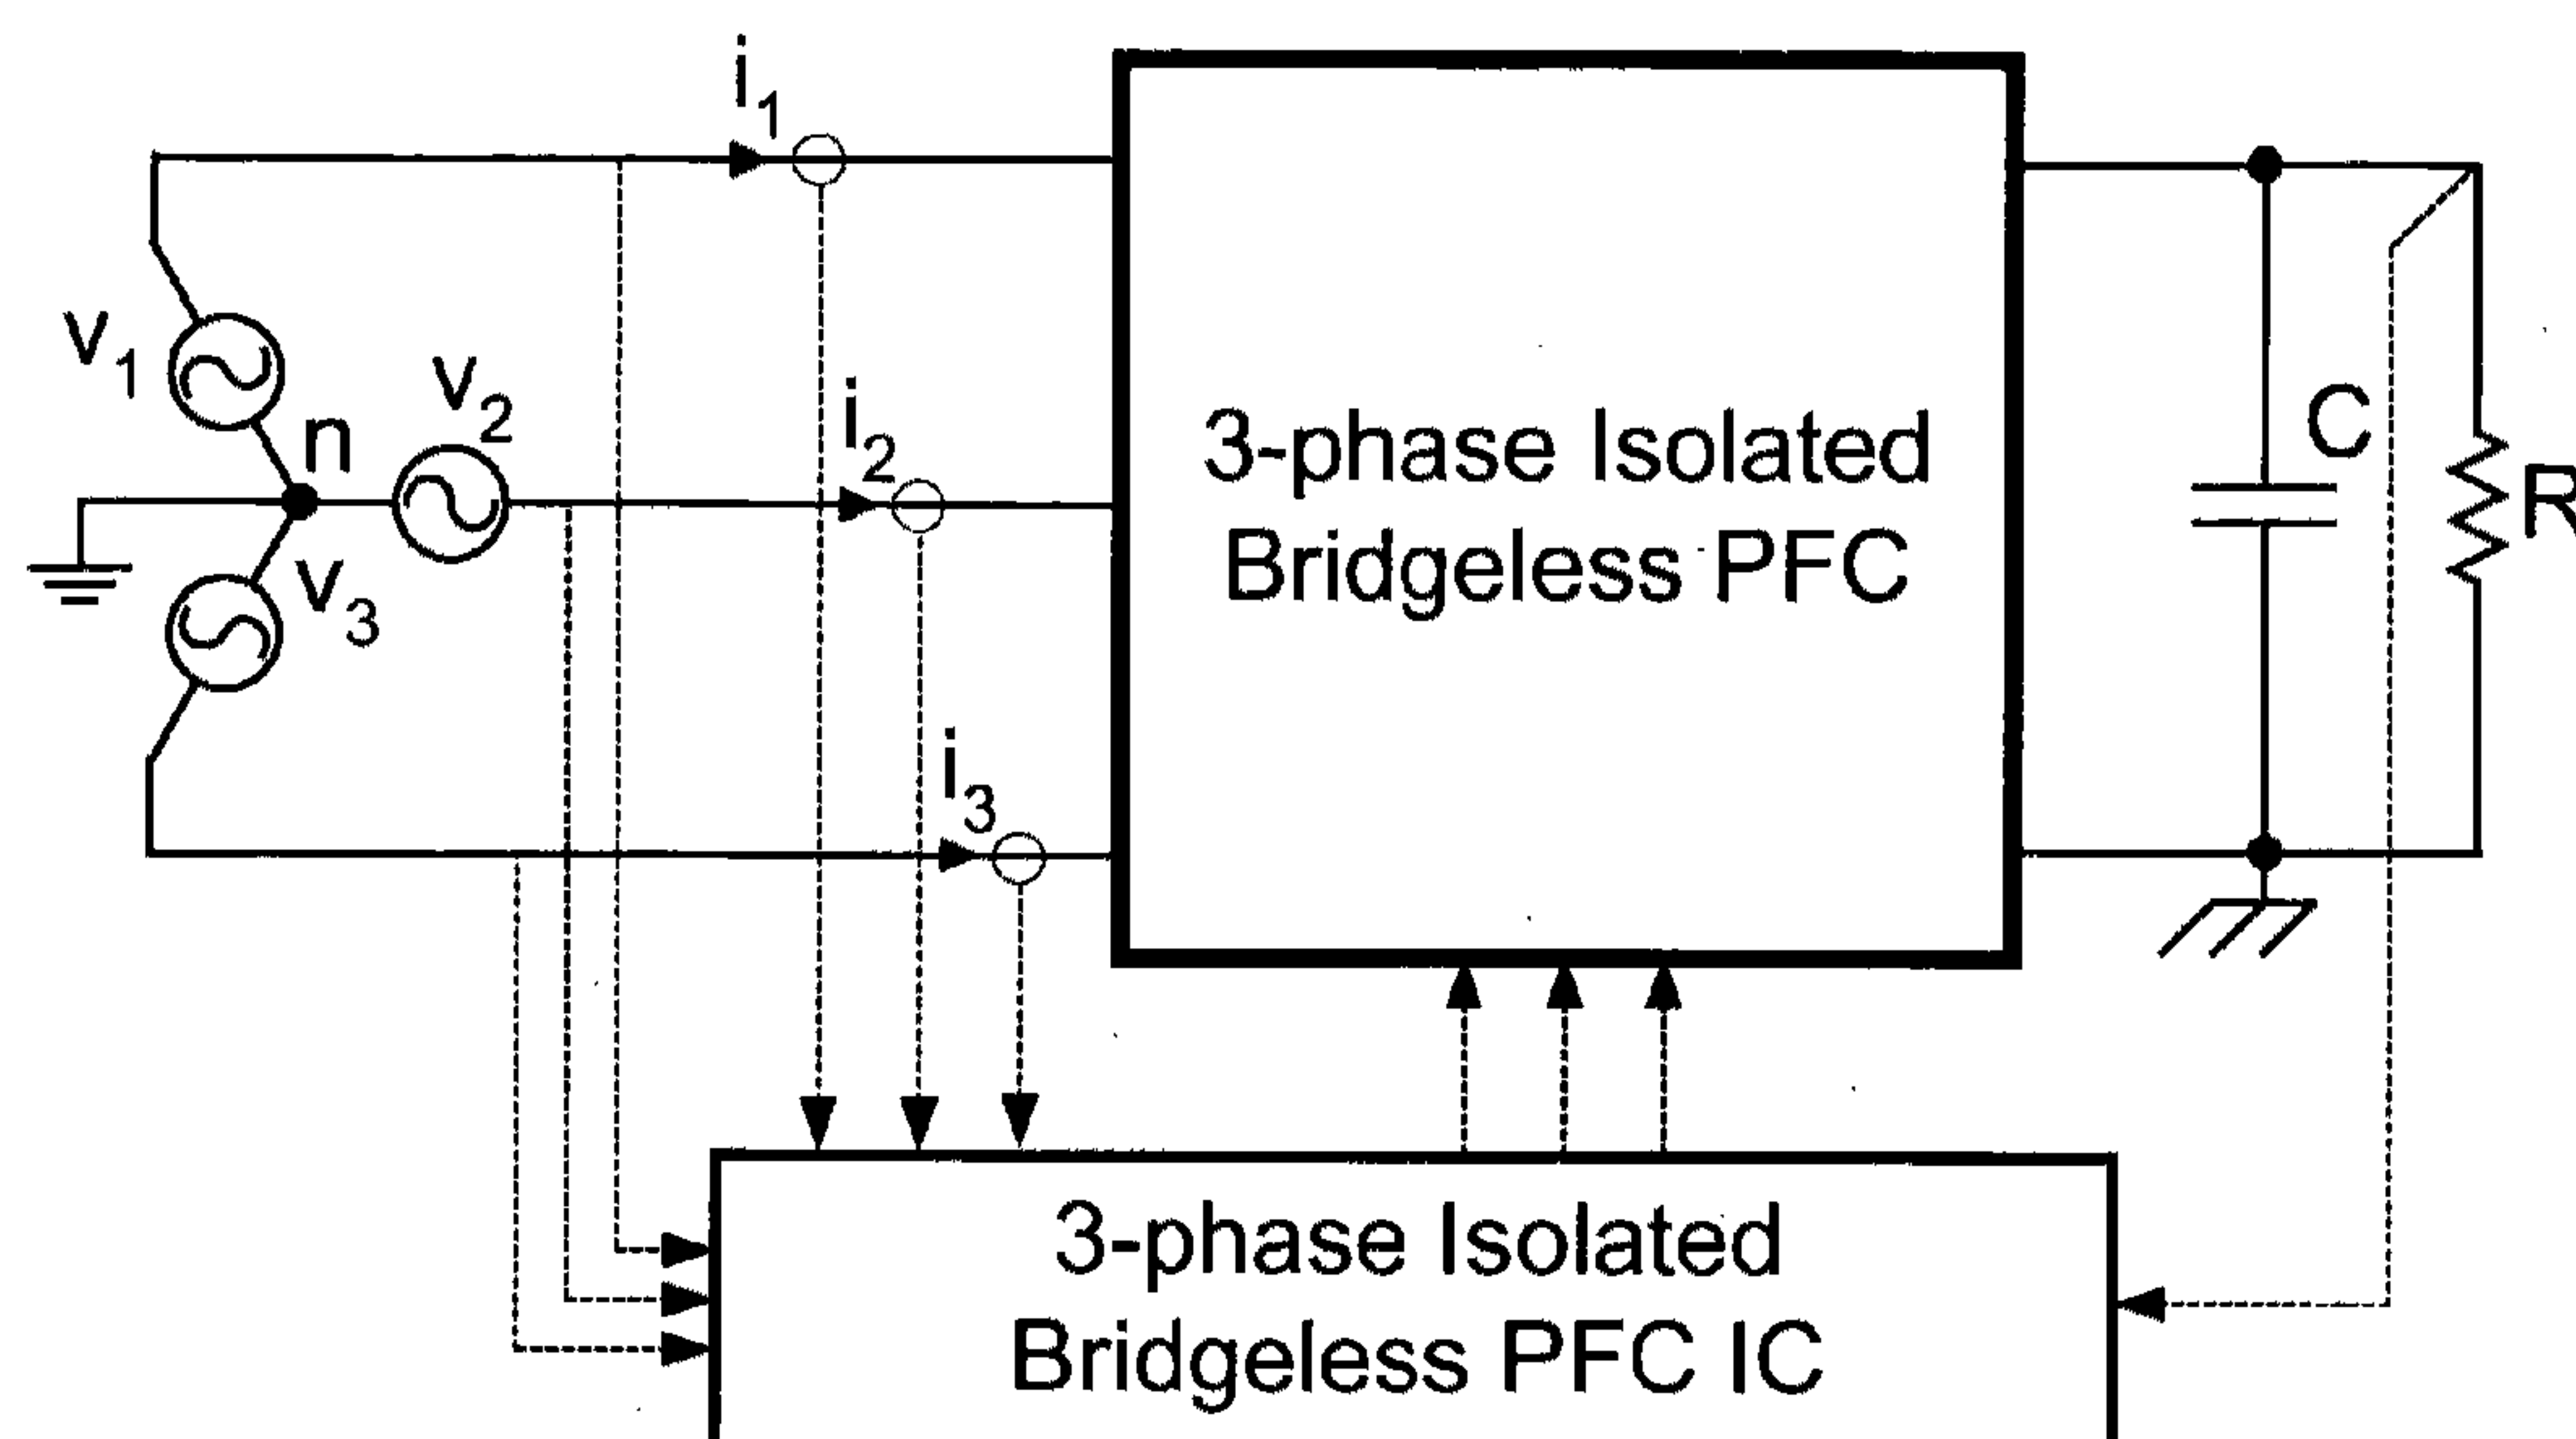 i1
v1
v2
n
i2
v3
i3
3-phase Isolated
Bridgeless PFC
C
R
3-phase Isolated
Bridgeless PFC IC